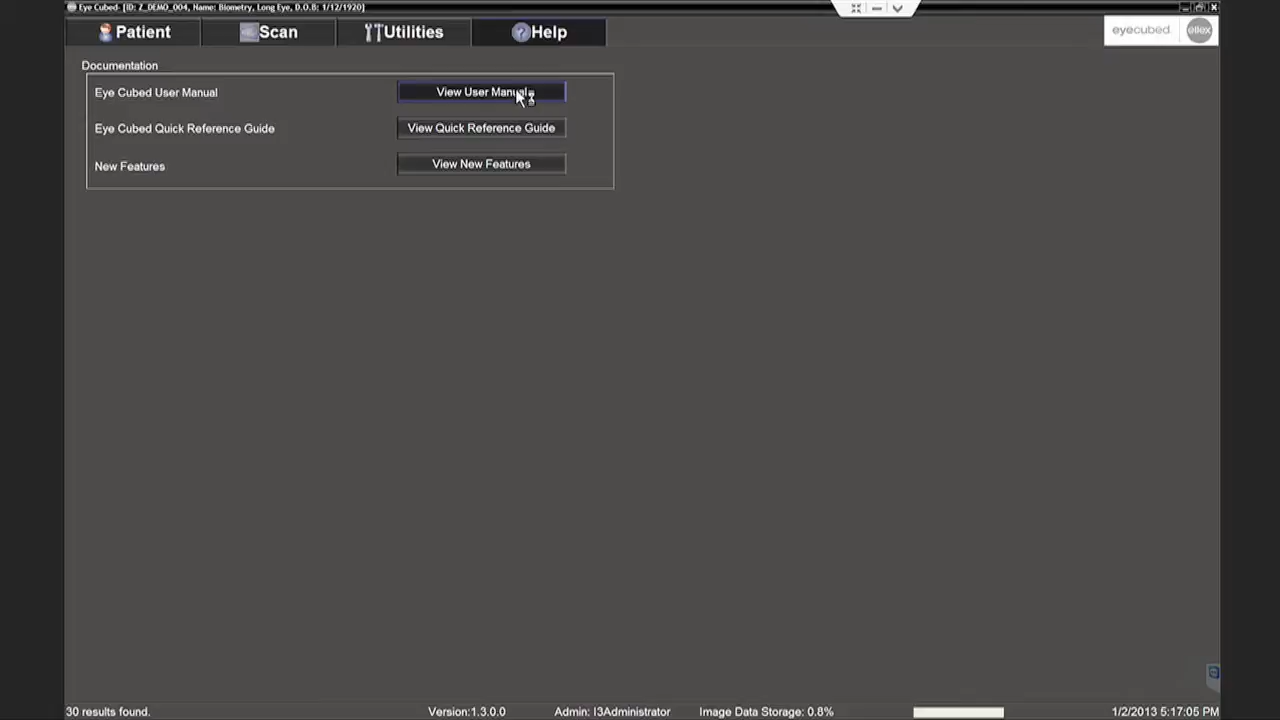 Eye Cubed- [ID: Z_DEMO_004, Name: Biometry, Long Eye, D.O.B: 1/12/1920]
Patient Scan Utilities Help
eyecubed ellex
Documentation
Eye Cubed User Manual View User Manual
Eye Cubed Quick Reference Guide View Quick Reference Guide
New Features View New Features
30 results found. Version:1.3.0.0 Admin: I3Administrator Image Data Storage: 0.8% 1/2/2013 5:17:05 PM